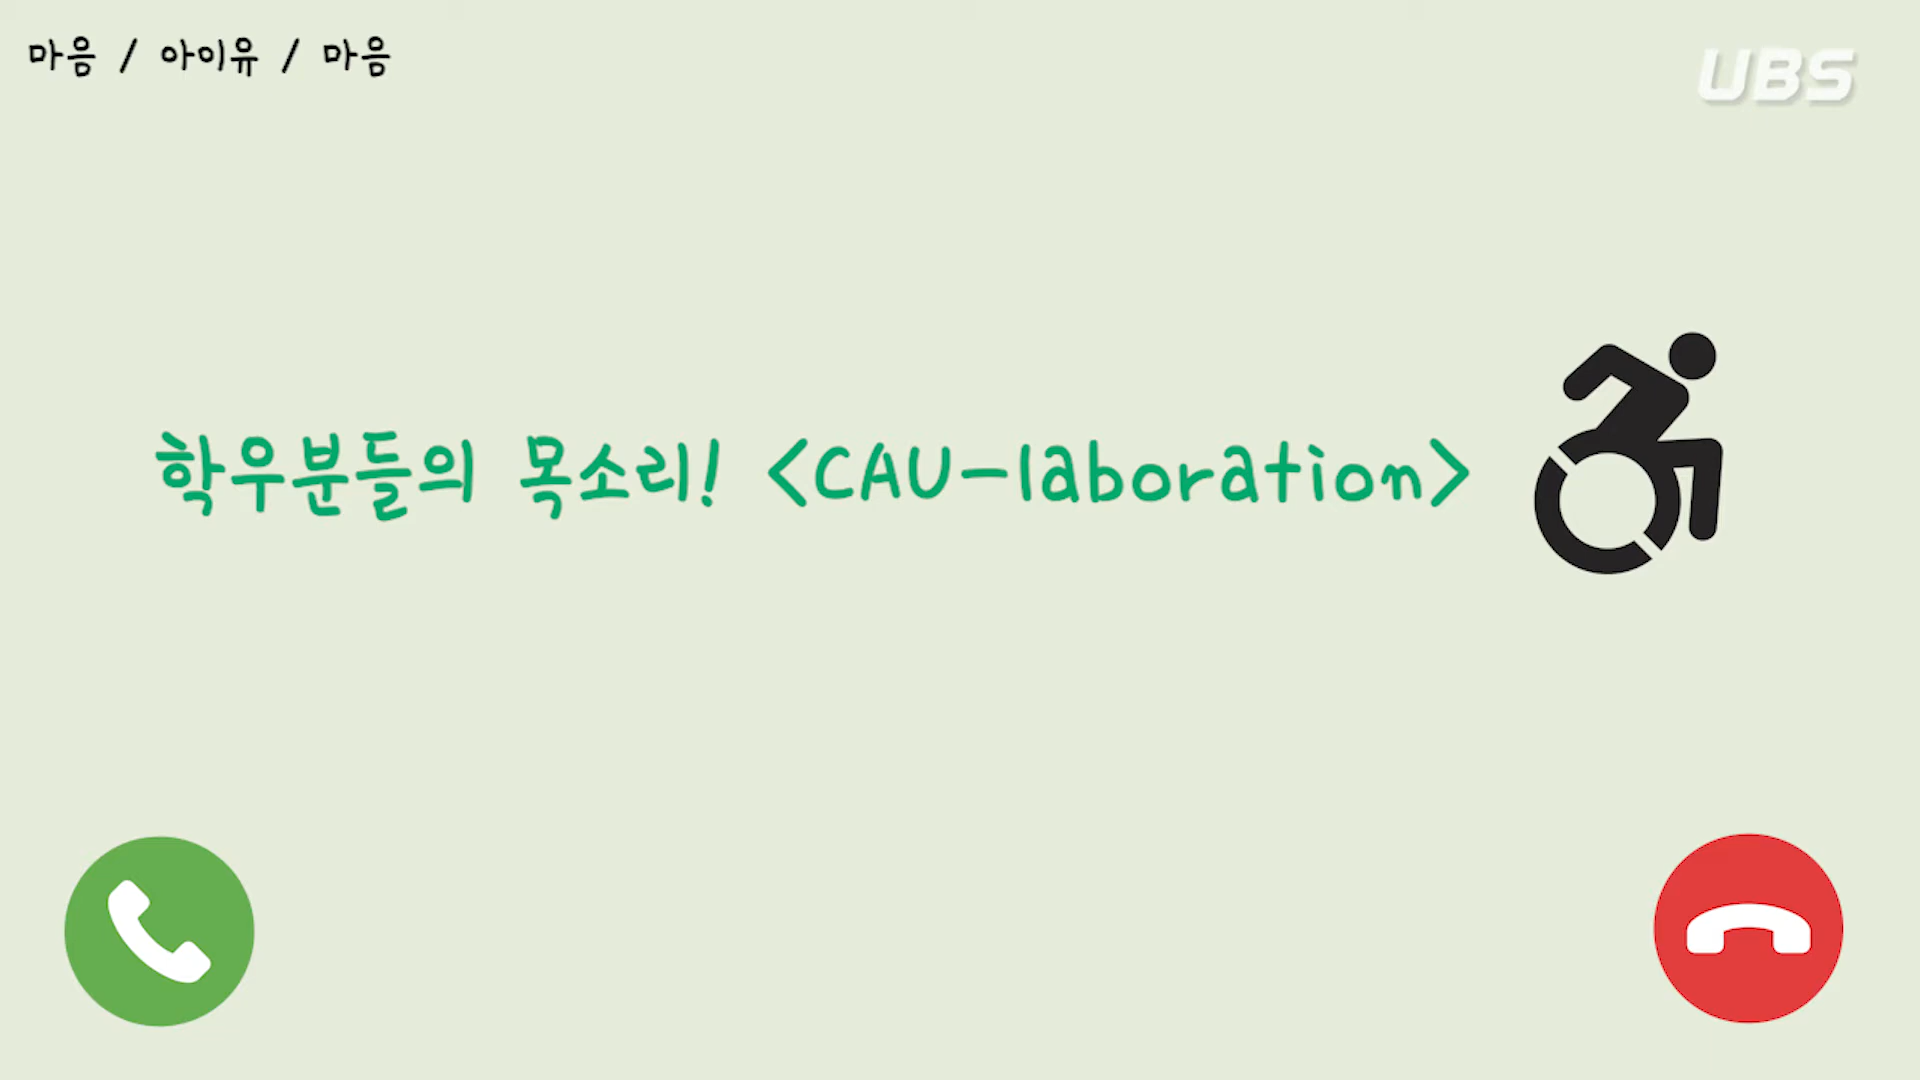 마음 / 아이유 / 마음
UBS
학우분들의 목소리! <CAU-laboration>